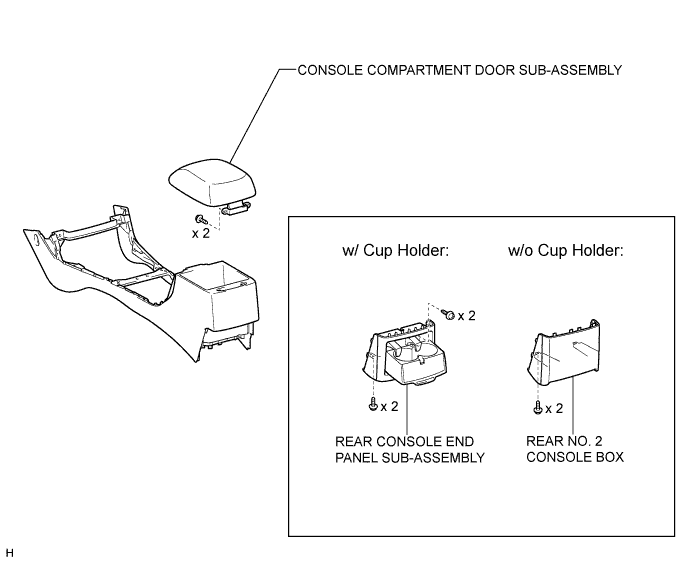 CONSOLE COMPARTMENT DOOR SUB-ASSEMBLY
x 2
w/ Cup Holder:
w/o Cup Holder:
x 2
x 2
x 2
REAR CONSOLE END
PANEL SUB-ASSEMBLY
REAR NO. 2
CONSOLE BOX
H